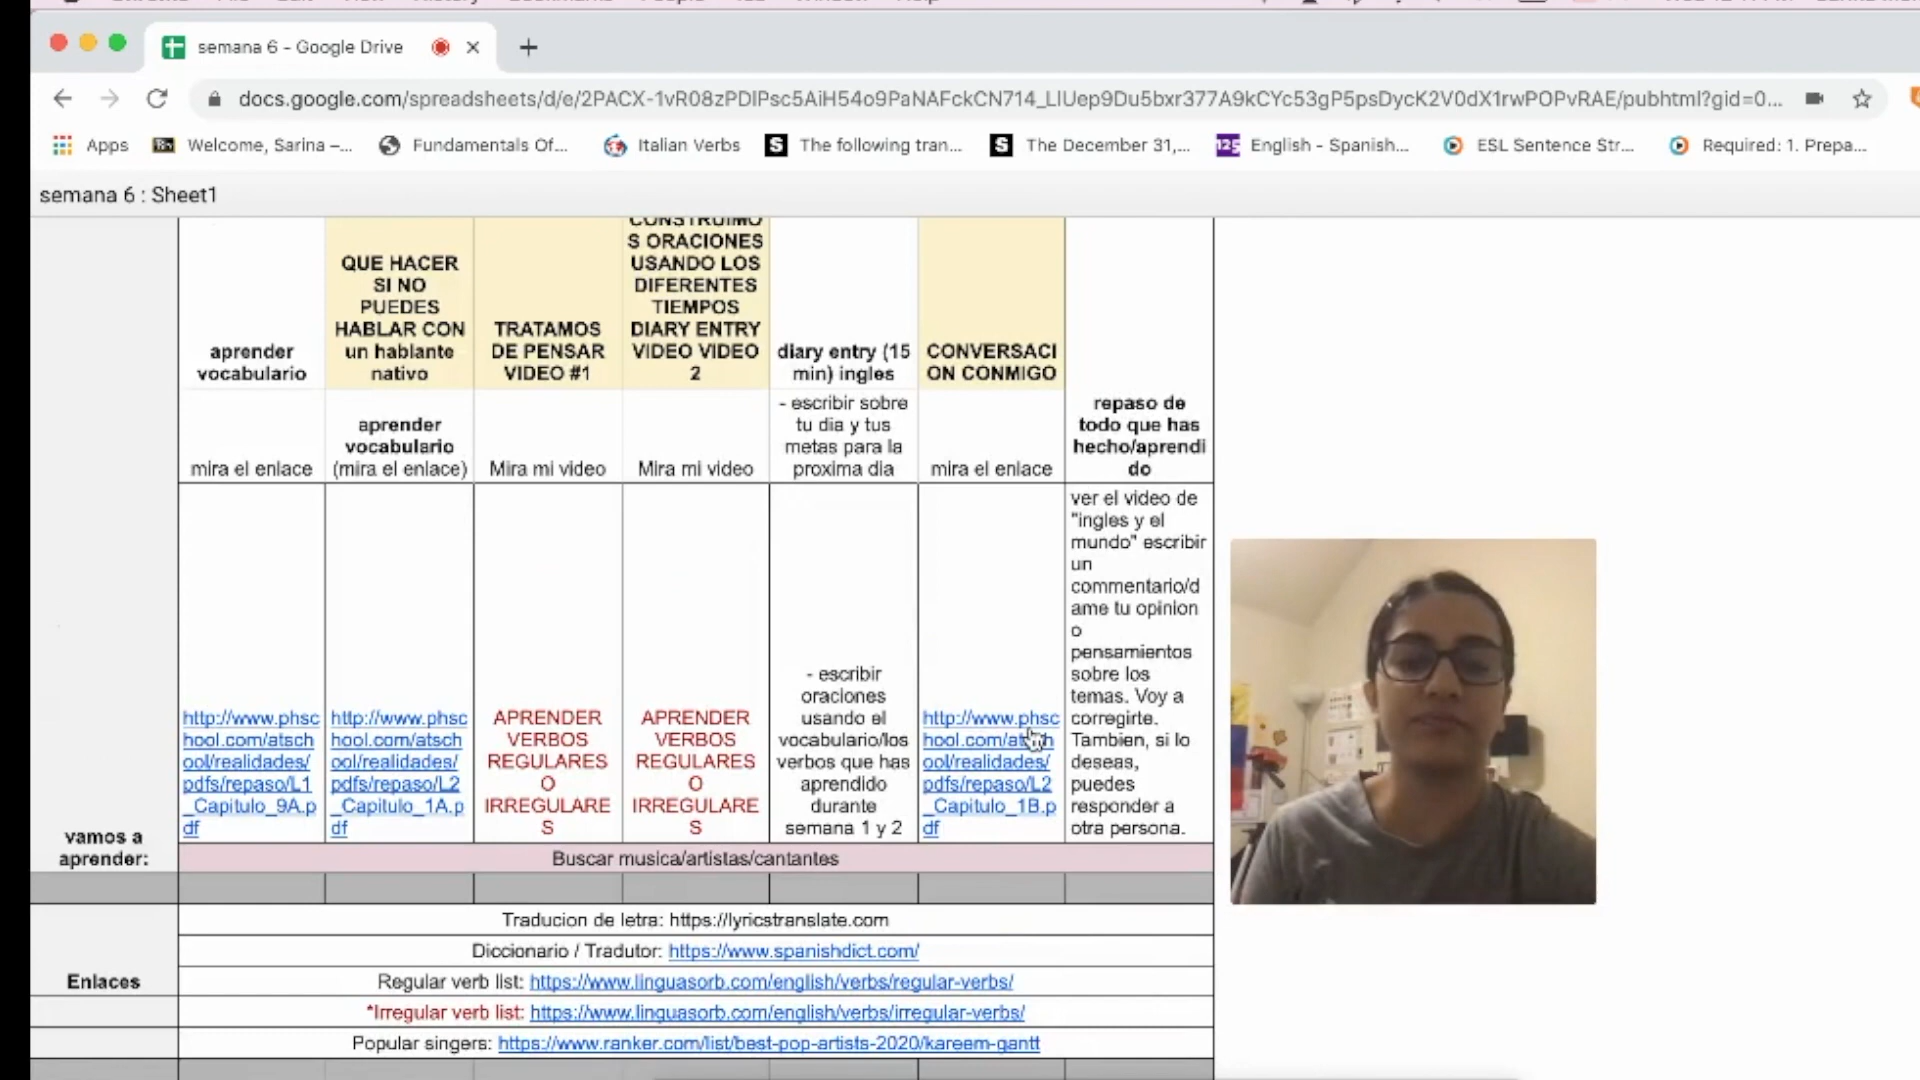 semana 6 - Google Drive
docs.google.com/spreadsheets/d/e/2PACX-1vR08zPDlPsc5AiH54o9PaNAFckCN714_LIUep9Du5bxr377A9kCYc53gP5psDycK2V0dX1rwPOPvRAE/pubhtml?gid=0...
Apps
Welcome, Sarina –...
Fundamentals Of...
Italian Verbs
The following tran...
The December 31,...
English - Spanish...
ESL Sentence Str...
Required: 1. Prepa...
semana 6 : Sheet1
aprender
vocabulario
QUE HACER
SI NO
PUEDES
HABLAR CON
un hablante
nativo
TRATAMOS
DE PENSAR
VIDEO #1
CONSTRUIMO
S ORACIONES
USANDO LOS
DIFERENTES
TIEMPOS
DIARY ENTRY
VIDEO VIDEO
2
diary entry (15
min) ingles
CONVERSACI
ON CONMIGO
mira el enlace
aprender
vocabulario
(mira el enlace)
Mira mi video
Mira mi video
- escribir sobre
tu dia y tus
metas para la
proxima dia
mira el enlace
repaso de
todo que has
hecho/aprendi
do
vamos a
aprender:
http://www.phsc
hool.com/atsch
ool/realidades/
pdfs/repaso/L1
_Capitulo_9A.p
df
http://www.phsc
hool.com/atsch
ool/realidades/
pdfs/repaso/L2
_Capitulo_1A.p
df
APRENDER
VERBOS
REGULARES
O
IRREGULARE
S
APRENDER
VERBOS
REGULARES
O
IRREGULARE
S
- escribir
oraciones
usando el
vocabulario/los
verbos que has
aprendido
durante
semana 1 y 2
http://www.phsc
hool.com/atsch
ool/realidades/
pdfs/repaso/L2
_Capitulo_1B.p
df
ver el video de
"ingles y el
mundo" escribir
un
commentario/d
ame tu opinion
o
pensamientos
sobre los
temas. Voy a
corregirte.
Tambien, si lo
deseas,
puedes
responder a
otra persona.
Buscar musica/artistas/cantantes
Enlaces
Traducion de letra: https://lyricstranslate.com
Diccionario / Tradutor: https://www.spanishdict.com/
Regular verb list: https://www.linguasorb.com/english/verbs/regular-verbs/
*Irregular verb list: https://www.linguasorb.com/english/verbs/irregular-verbs/
Popular singers: https://www.ranker.com/list/best-pop-artists-2020/kareem-gantt